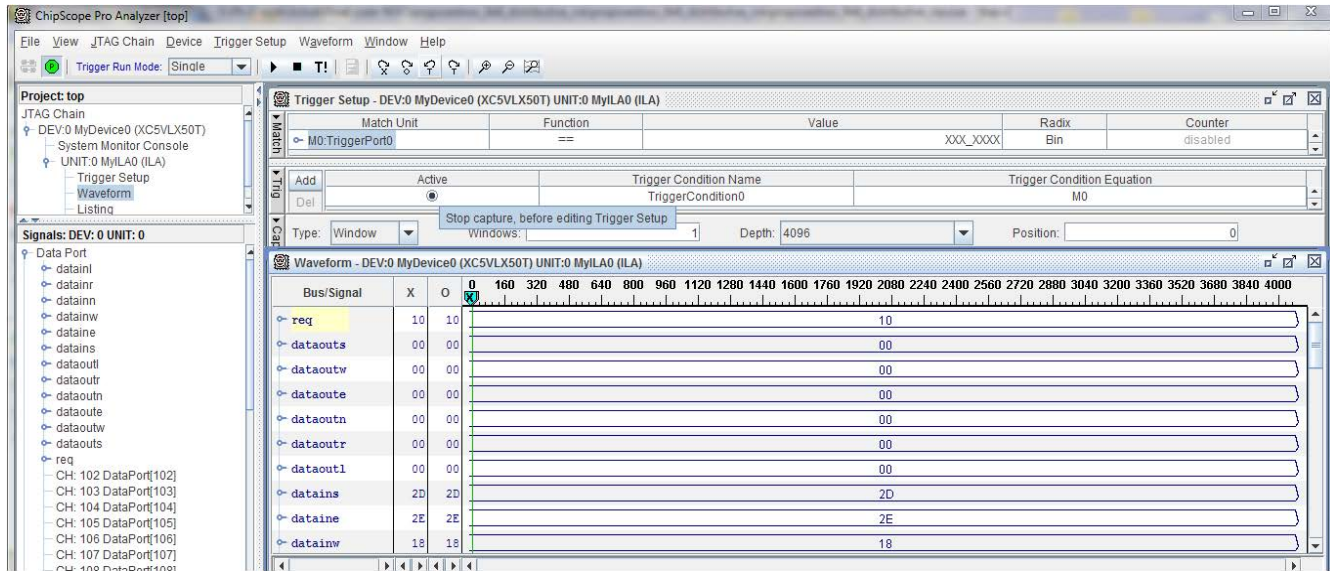 ChipScope Pro Analyzer [top]
File View JTAG Chain Device Trigger Setup Waveform Window Help
Trigger Run Mode: Single T!
Project: top
JTAG Chain
DEV:0 MyDevice0 (XC5VLX50T)
System Monitor Console
UNIT:0 MyILA0 (ILA)
Trigger Setup
Waveform
Listing
Signals: DEV: 0 UNIT: 0
Data Port
datainl
datainr
datainn
datainw
dataine
datains
dataoutl
dataoutr
dataoutn
dataoute
dataoutw
dataouts
req
CH: 102 DataPort[102]
CH: 103 DataPort[103]
CH: 104 DataPort[104]
CH: 105 DataPort[105]
CH: 106 DataPort[106]
CH: 107 DataPort[107]
CH: 108 DataPort[108]
Trigger Setup - DEV:0 MyDevice0 (XC5VLX50T) UNIT:0 MyILA0 (ILA)
Match
Match Unit Function Value Radix Counter
M0:TriggerPort0 == XXX_XXXX Bin disabled
Trig
Add Active Trigger Condition Name Trigger Condition Equation
Del TriggerCondition0 M0
Stop capture, before editing Trigger Setup
Cap
Type: Window Windows: 1 Depth: 4096 Position: 0
Waveform - DEV:0 MyDevice0 (XC5VLX50T) UNIT:0 MyILA0 (ILA)
Bus/Signal X O 0 160 320 480 640 800 960 1120 1280 1440 1600 1760 1920 2080 2240 2400 2560 2720 2880 3040 3200 3360 3520 3680 3840 4000
X
req 10 10 10
dataouts 00 00 00
dataoutw 00 00 00
dataoute 00 00 00
dataoutn 00 00 00
dataoutr 00 00 00
dataoutl 00 00 00
datains 2D 2D 2D
dataine 2E 2E 2E
datainw 18 18 18